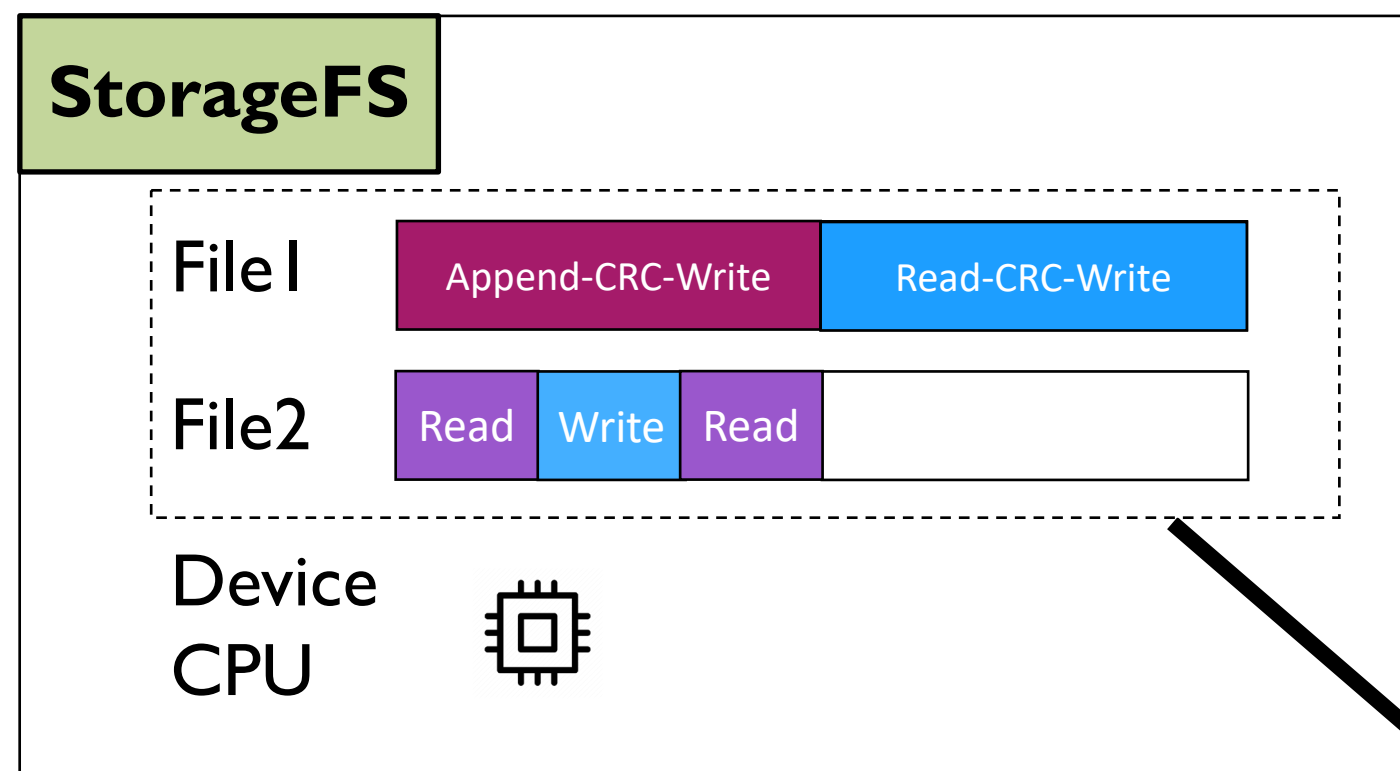 StorageFS
File1
Append-CRC-Write
Read-CRC-Write
File2
Read
Write
Read
Device
CPU